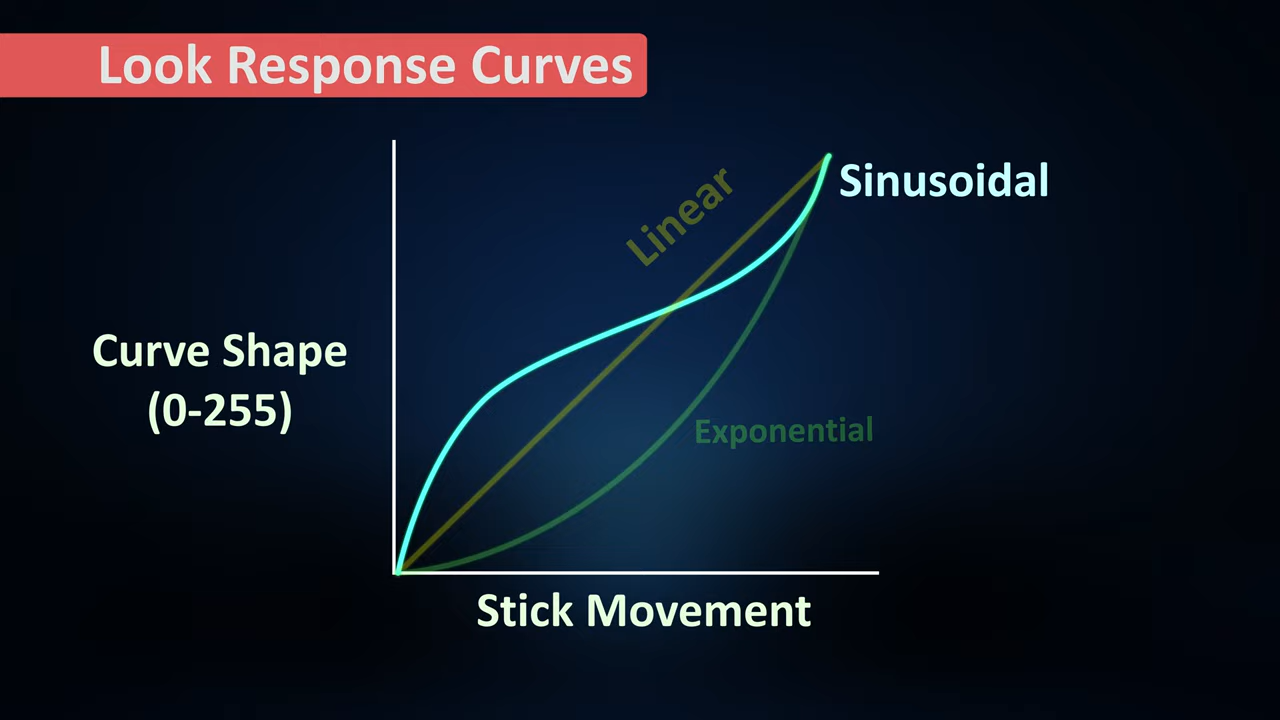 Look Response Curves
Linear
Sinusoidal
Curve Shape
(0-255)
Exponential
Stick Movement